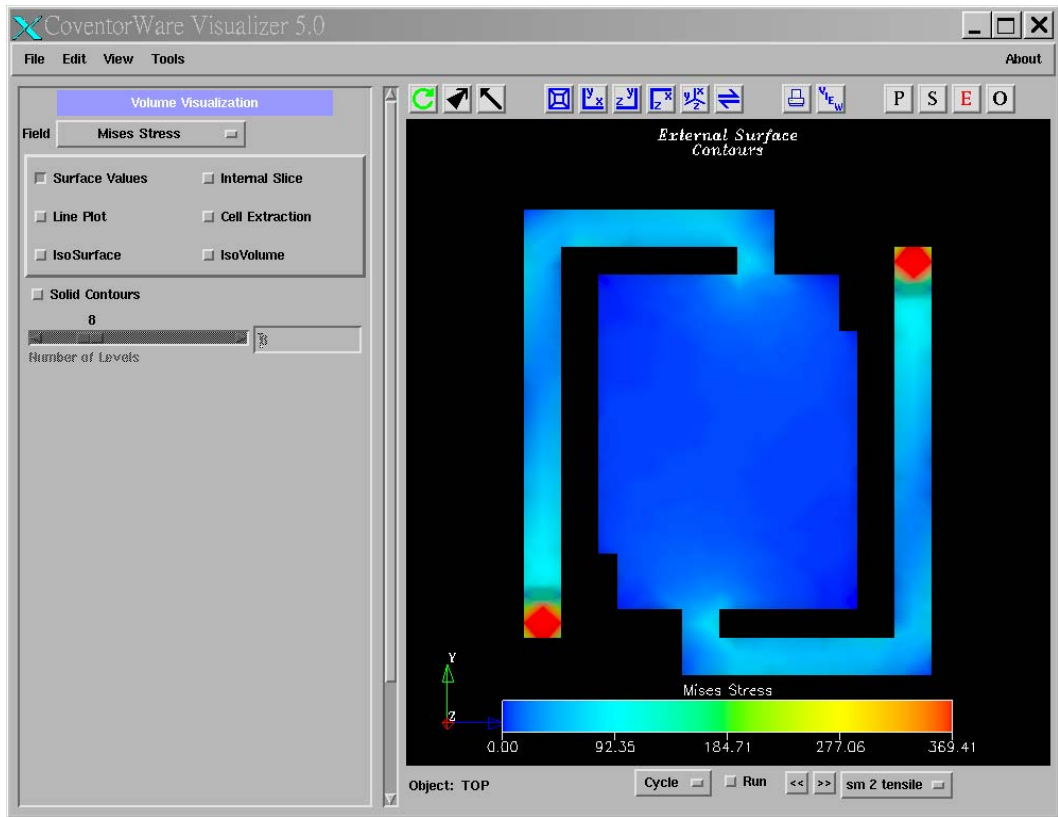 CoventorWare Visualizer 5.0
File Edit View Tools About
Volume Visualization
Field Mises Stress
Surface Values Internal Slice
Line Plot Cell Extraction
IsoSurface IsoVolume
Solid Contours
8
8
Number of Levels
y x
z y
z x
y x z
VIEW
P S E O
External Surface
Contours
Y
Z
Mises Stress
0.00 92.35 184.71 277.06 369.41
Object: TOP Cycle Run << >> sm 2 tensile